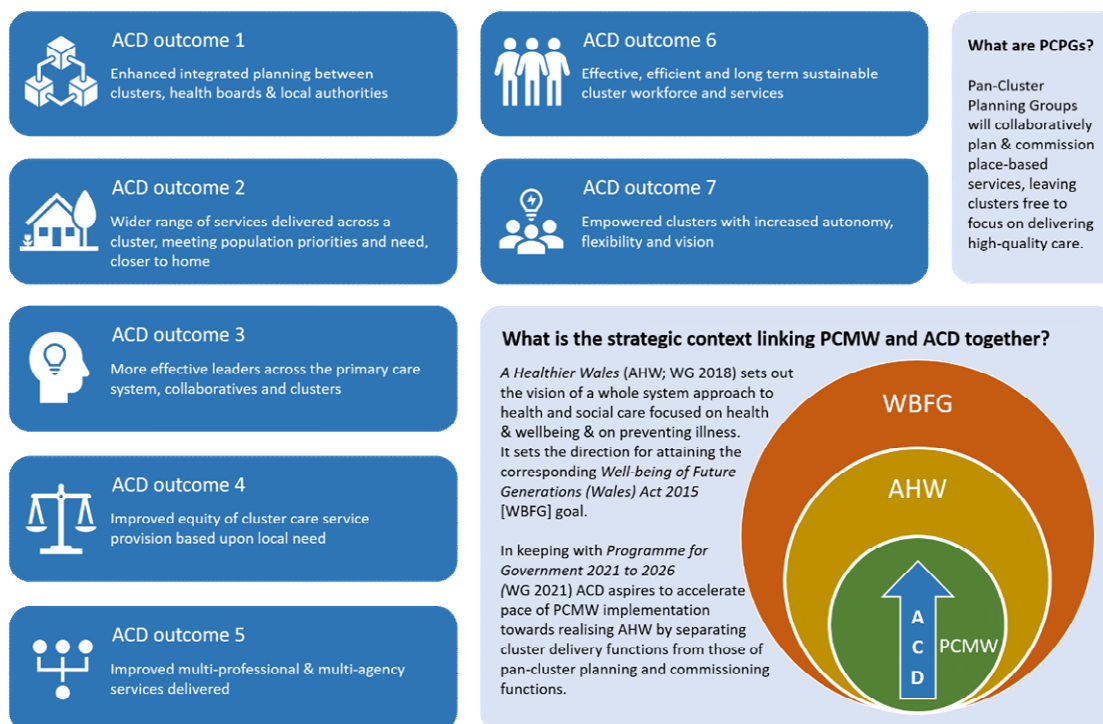 ACD outcome 1
Enhanced integrated planning between
clusters, health boards & local authorities
ACD outcome 2
Wider range of services delivered across a
cluster, meeting population priorities and need,
closer to home
ACD outcome 3
More effective leaders across the primary care
system, collaboratives and clusters
ACD outcome 4
Improved equity of cluster care service
provision based upon local need
ACD outcome 5
Improved multi-professional & multi-agency
services delivered
ACD outcome 6
Effective, efficient and long term sustainable
cluster workforce and services
ACD outcome 7
Empowered clusters with increased autonomy,
flexibility and vision
What are PCPGs?
Pan-Cluster
Planning Groups
will collaboratively
plan & commission
place-based
services, leaving
clusters free to
focus on delivering
high-quality care.
What is the strategic context linking PCMW and ACD together?
A Healthier Wales (AHW; WG 2018) sets out
the vision of a whole system approach to
health and social care focused on health
& wellbeing & on preventing illness.
It sets the direction for attaining the
corresponding Well-being of Future
Generations (Wales) Act 2015
[WBFG] goal.
In keeping with Programme for
Government 2021 to 2026
(WG 2021) ACD aspires to accelerate
pace of PCMW implementation
towards realising AHW by separating
cluster delivery functions from those of
pan-cluster planning and commissioning
functions.
WBFG
AHW
A
C
D
PCMW